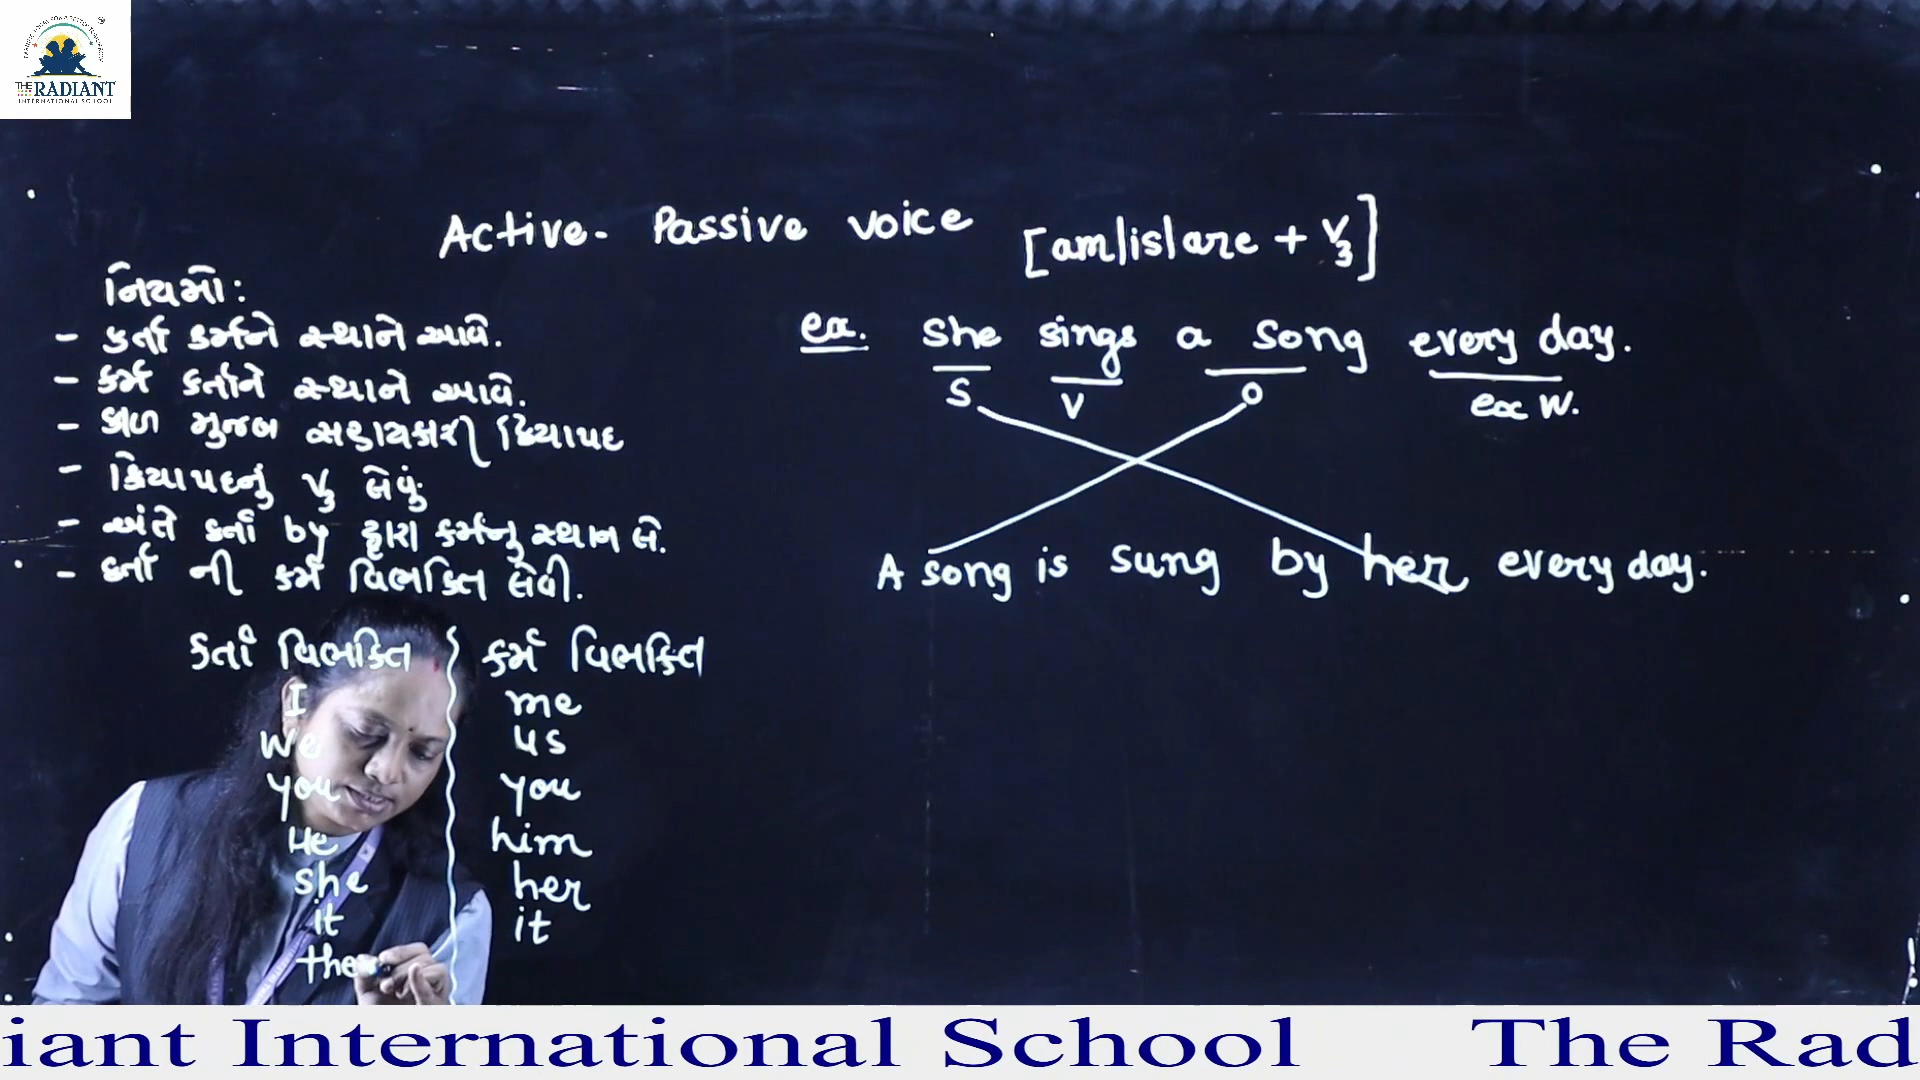 THE RADIANT
INTERNATIONAL SCHOOL
Active - Passive voice [am/is/are + V3]
નિયમો:
- કર્તા કર્મને સ્થાને આવે.
- કર્મ કર્તાને સ્થાને આવે.
- કાળ મુજબ સહાયકારી ક્રિયાપદ
- ક્રિયાપદનું V3 લેવું
- અંતે કર્તા by દ્વારા કર્મનુ સ્થાન લે.
- કર્તા ની કર્મ વિભક્તિ લેવી.
ex. she sings a song every day.
S V O ex W.
A song is sung by her every day.
કર્તા વિભક્તિ કર્મ વિભક્તિ
I me
we us
you you
He him
she her
it it
the
iant International School The Rad